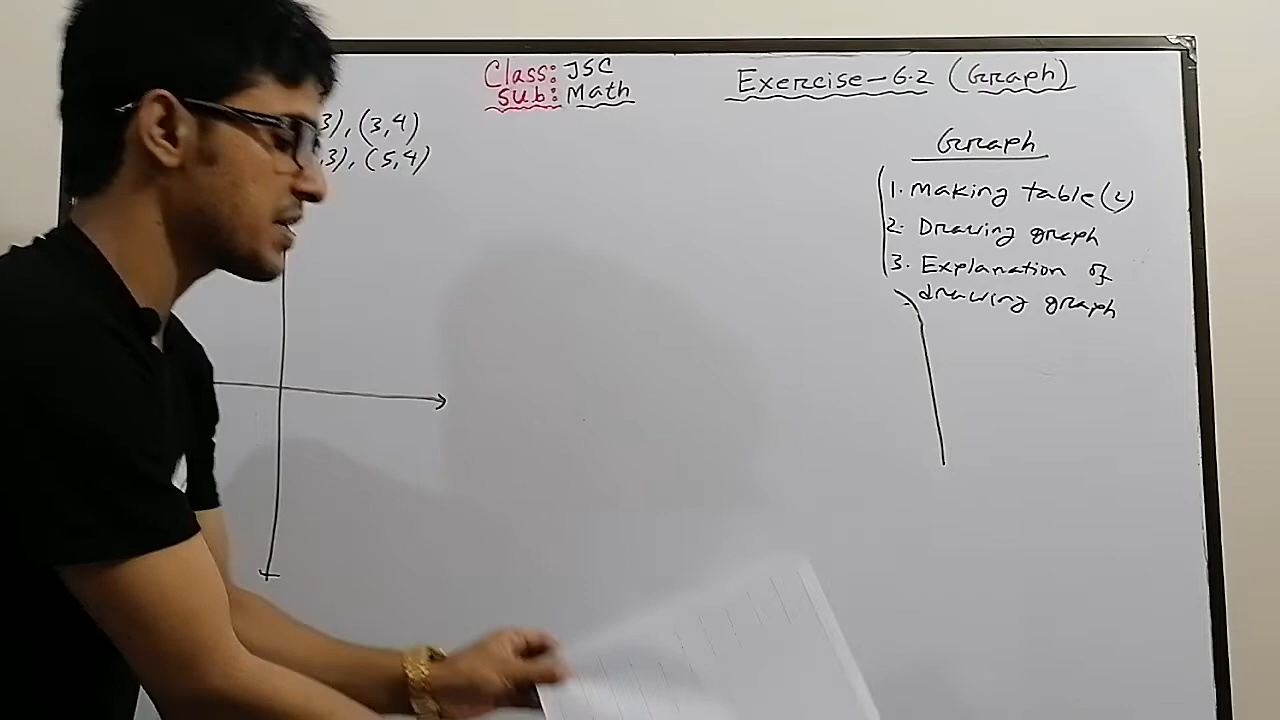 Class: JSC
Sub: Math
Exercise-6.2 (Graph)
3), (3,4)
,3), (5,4)
Graph
1. Making table (2)
2. Drawing graph
3. Explanation of
drawing graph